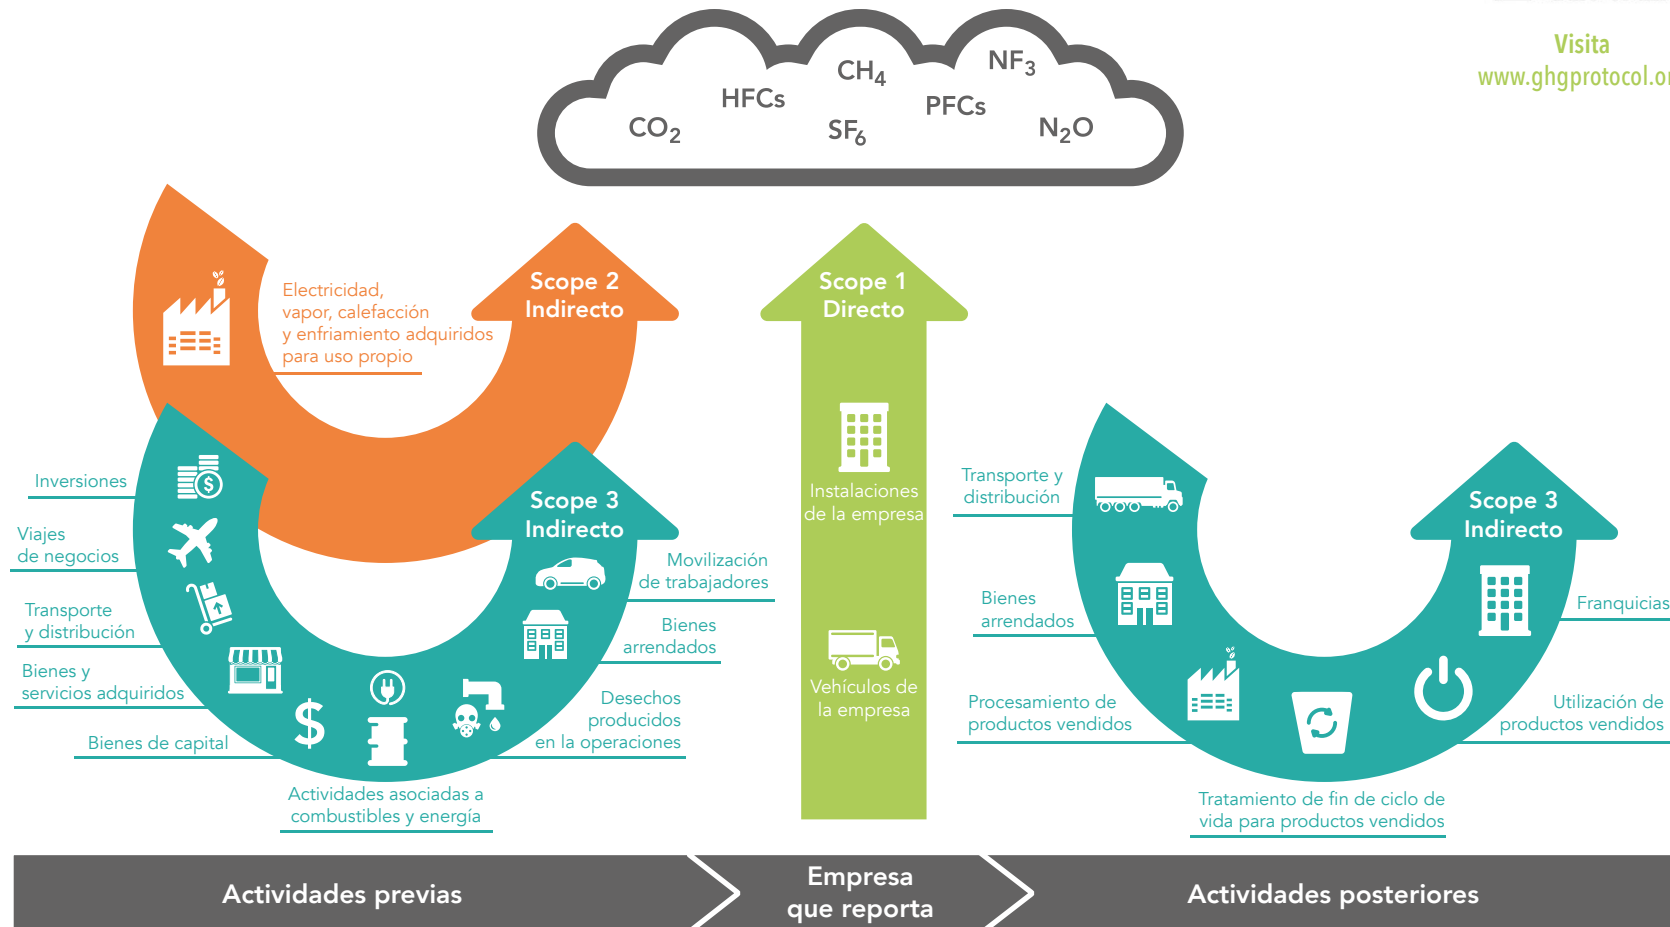 Visita
www.ghgprotocol.or
CO2
HFCs
CH4
SF6
PFCs
NF3
N2O
Scope 2
Indirecto
Electricidad,
vapor, calefacción
y enfriamiento adquiridos
para uso propio
Scope 3
Indirecto
Inversiones
Viajes
de negocios
Transporte
y distribución
Bienes y
servicios adquiridos
Bienes de capital
Actividades asociadas a
combustibles y energía
Desechos
producidos
en la operaciones
Bienes
arrendados
Movilización
de trabajadores
Scope 1
Directo
Instalaciones
de la empresa
Vehículos de
la empresa
Scope 3
Indirecto
Transporte y
distribución
Bienes
arrendados
Procesamiento de
productos vendidos
Tratamiento de fin de ciclo de
vida para productos vendidos
Utilización de
productos vendidos
Franquicias
Actividades previas
Empresa
que reporta
Actividades posteriores